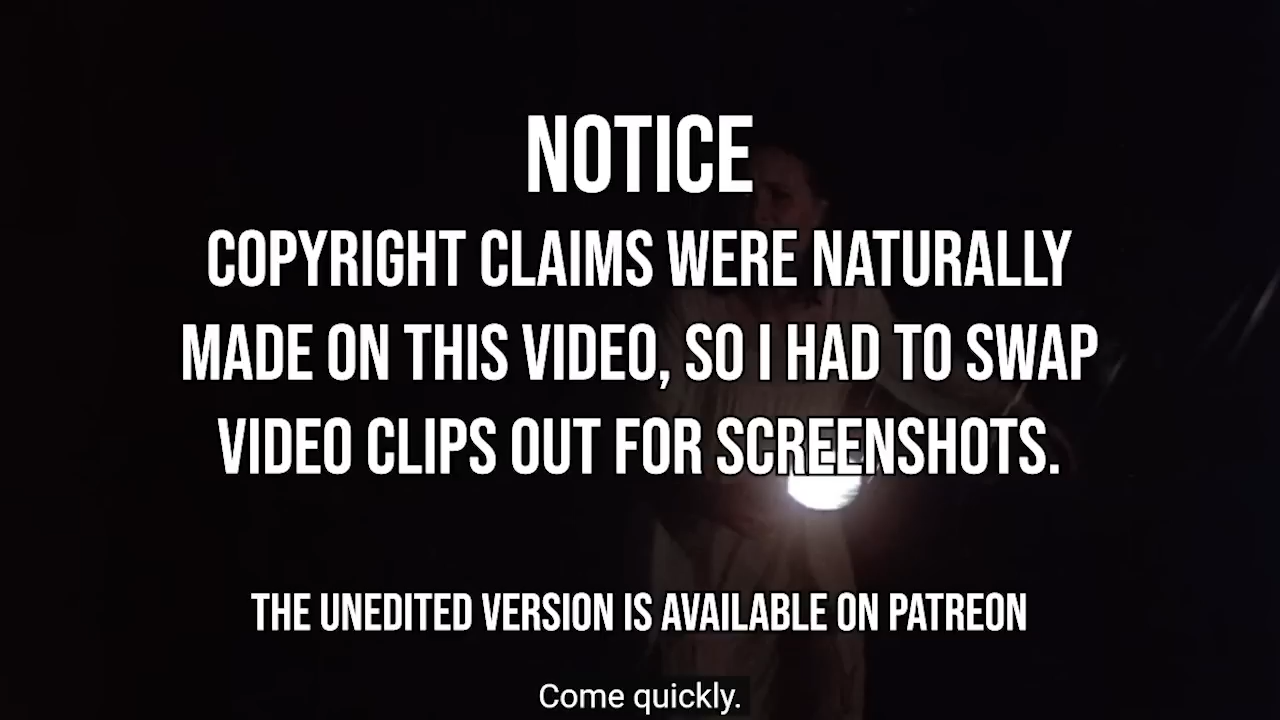 NOTICE
COPYRIGHT CLAIMS WERE NATURALLY
MADE ON THIS VIDEO, SO I HAD TO SWAP
VIDEO CLIPS OUT FOR SCREENSHOTS.
THE UNEDITED VERSION IS AVAILABLE ON PATREON
Come quickly.